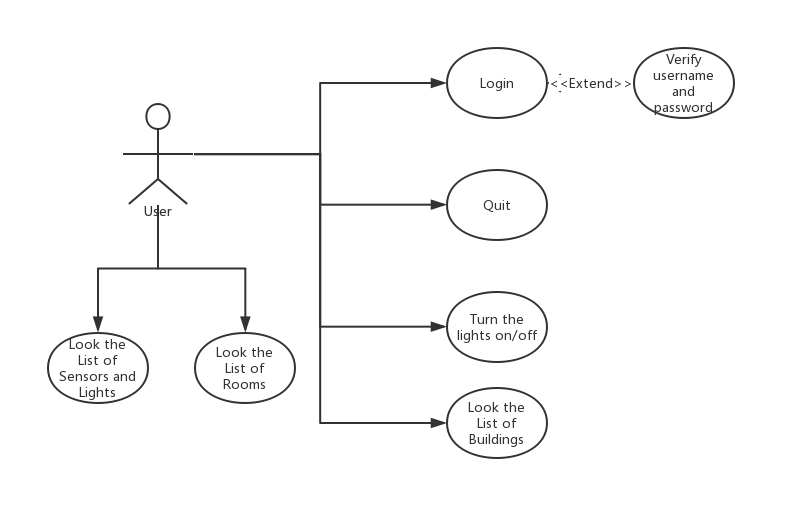 Login
<<Extend>>
Verify
username
and
password
User
Quit
Turn the
lights on/off
Look the
List of
Sensors and
Lights
Look the
List of
Rooms
Look the
List of
Buildings